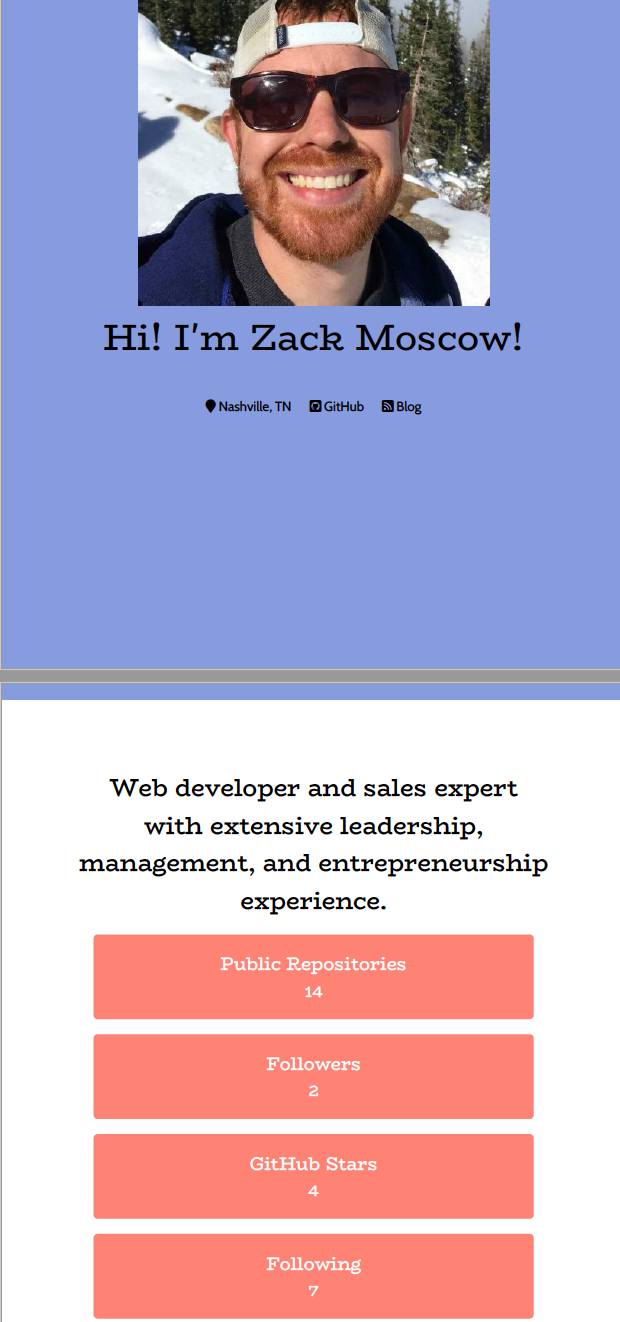 Hi! I'm Zack Moscow!
Nashville, TN GitHub Blog
Web developer and sales expert
with extensive leadership,
management, and entrepreneurship
experience.
Public Repositories
14
Followers
2
GitHub Stars
4
Following
7